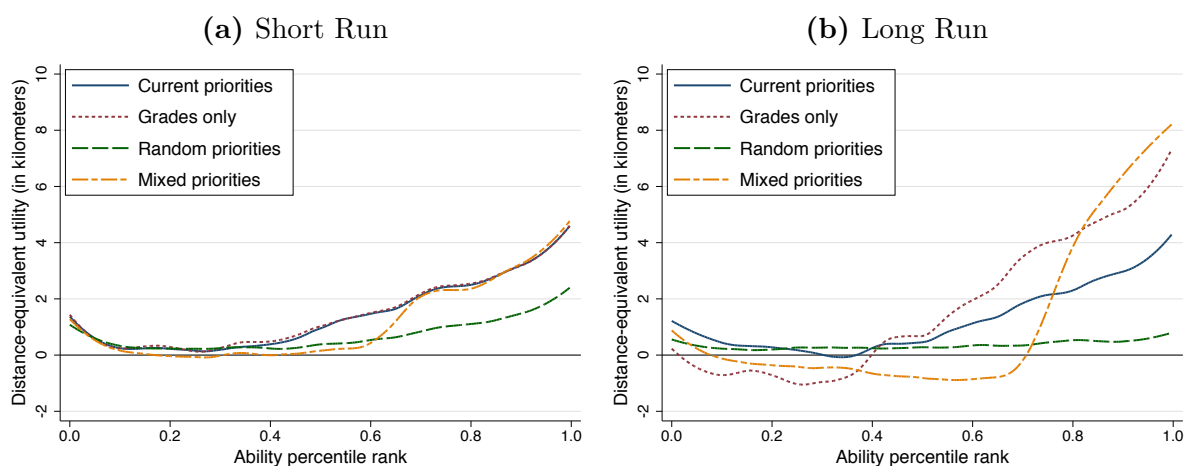 (a) Short Run
Distance-equivalent utility (in kilometers)
10
8
6
4
2
0
-2
Current priorities
Grades only
Random priorities
Mixed priorities
0.0 0.2 0.4 0.6 0.8 1.0
Ability percentile rank
(b) Long Run
Distance-equivalent utility (in kilometers)
10
8
6
4
2
0
-2
Current priorities
Grades only
Random priorities
Mixed priorities
0.0 0.2 0.4 0.6 0.8 1.0
Ability percentile rank